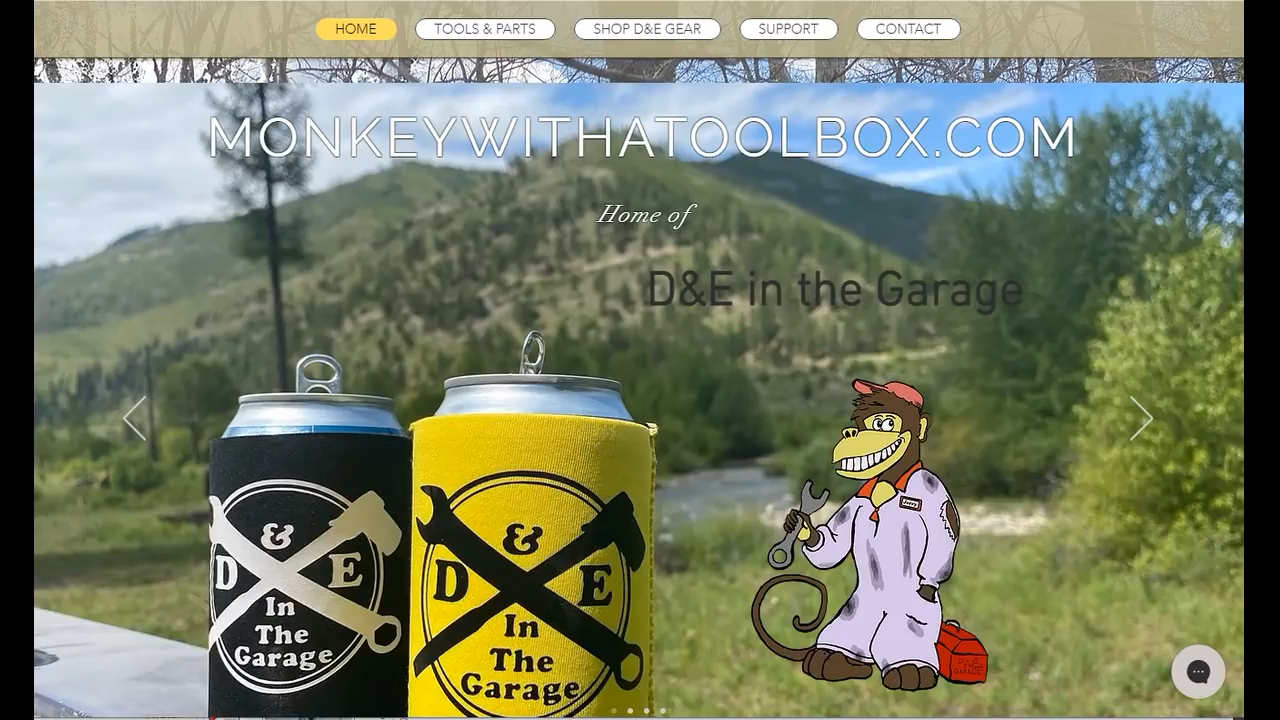 HOME TOOLS & PARTS SHOP D&E GEAR SUPPORT CONTACT
MONKEYWITHATOOLBOX.COM
Home of
D&E in the Garage
&
D E
In
The
Garage
&
D E
In
The
Garage